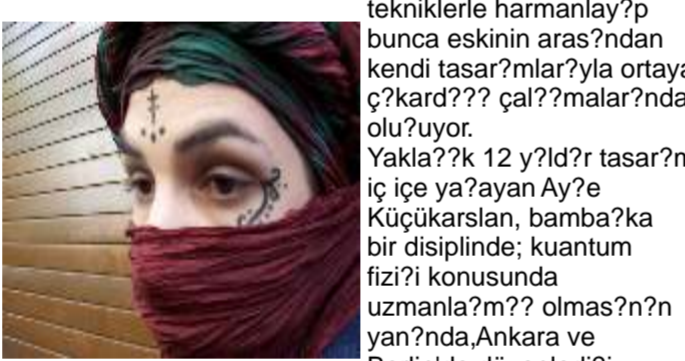 tekniklerle harmanlay?p
bunca eskinin aras?ndan
kendi tasar?mlar?yla ortaya
ç?kard??? çal??malar?nda
olu?uyor.
Yakla??k 12 y?ld?r tasar?m
iç içe ya?ayan Ay?e
Küçükarslan, bamba?ka
bir disiplinde; kuantum
fizi?i konusunda
uzmanla?m?? olmas?n?n
yan?nda,Ankara ve